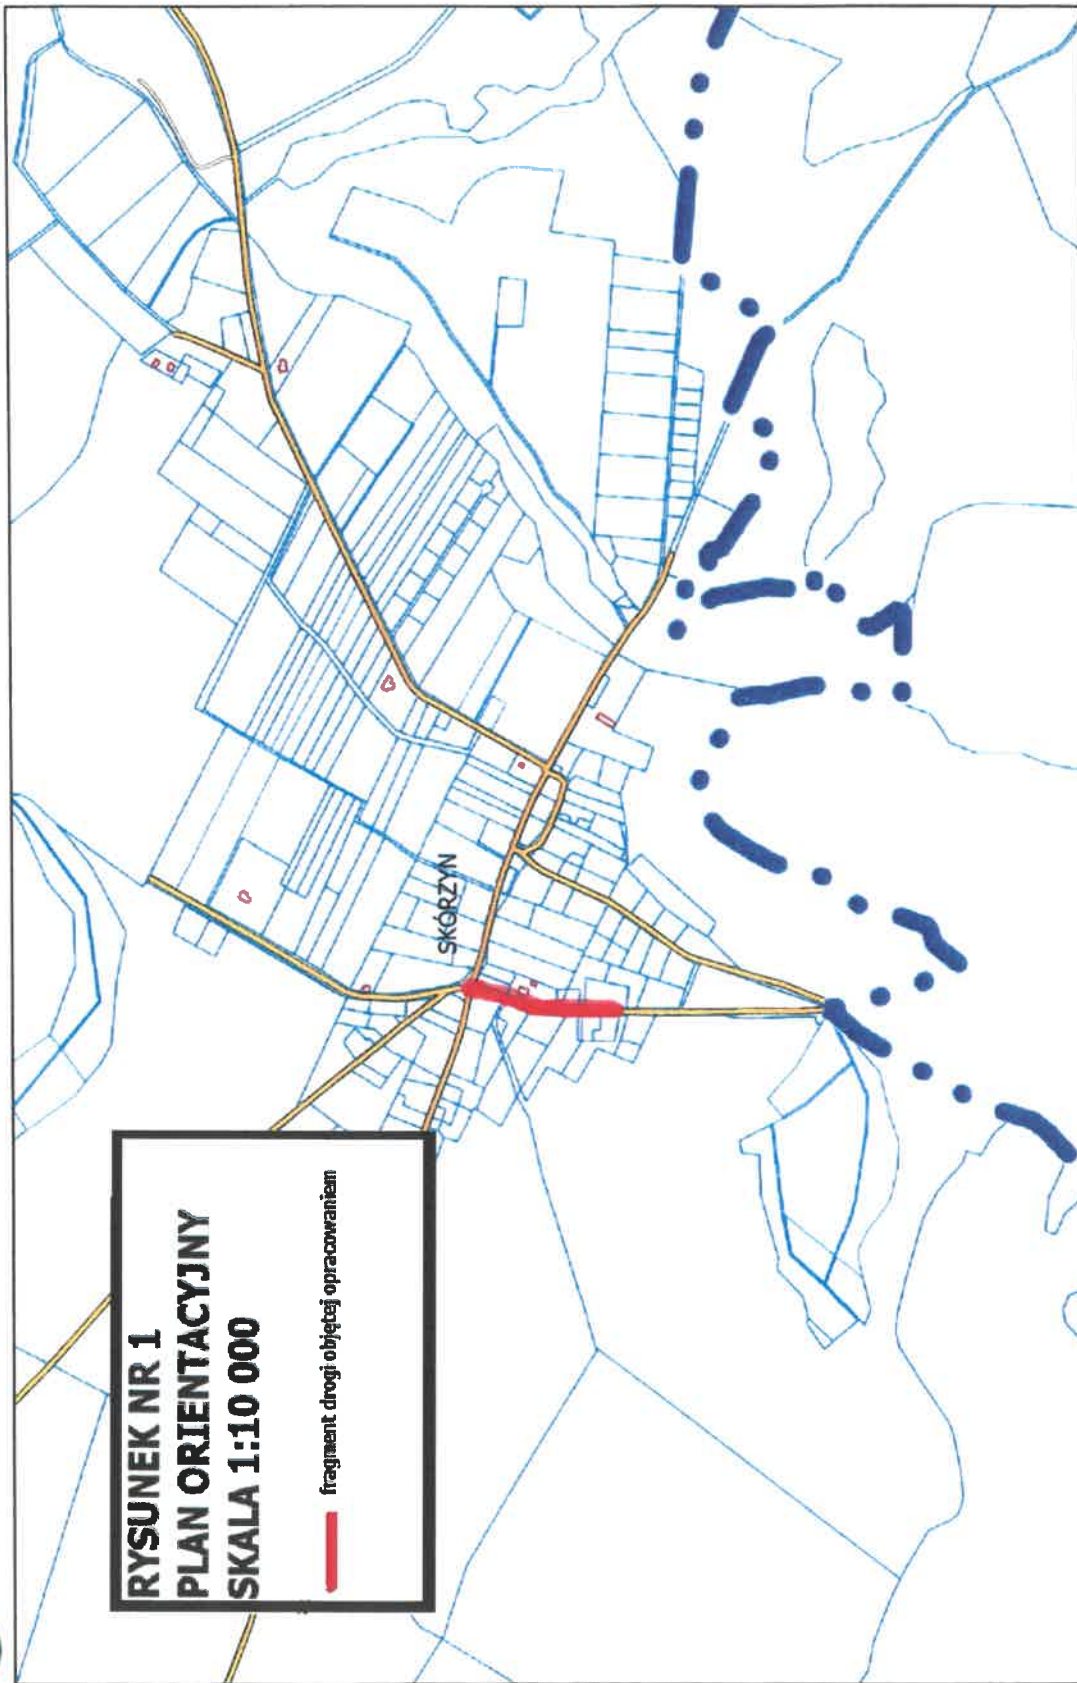 RYSUNEK NR 1
PLAN ORIENTACYJNY
SKALA 1:10 000
fragment drogi objętej opracowaniem
SKÓRZYN